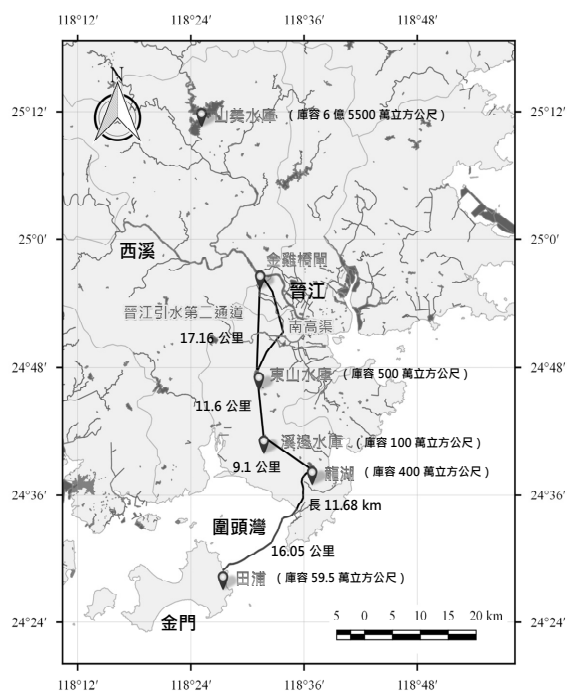 118°12′ 118°24′ 118°36′ 118°48′
N
25°12′ 25°12′
山美水庫 (庫容 6 億 5500 萬立方公尺)
25°0′ 25°0′
西溪
金雞橋閘
晉江
晉江引水第二通道
南高渠
17.16 公里
24°48′ 24°48′
東山水庫 (庫容 500 萬立方公尺)
11.6 公里
溪邊水庫 (庫容 100 萬立方公尺)
9.1 公里
龍湖 (庫容 400 萬立方公尺)
24°36′ 24°36′
長 11.68 km
圍頭灣
16.05 公里
田浦 (庫容 59.5 萬立方公尺)
金門
24°24′ 24°24′
5 0 5 10 15 20 km
118°12′ 118°24′ 118°36′ 118°48′